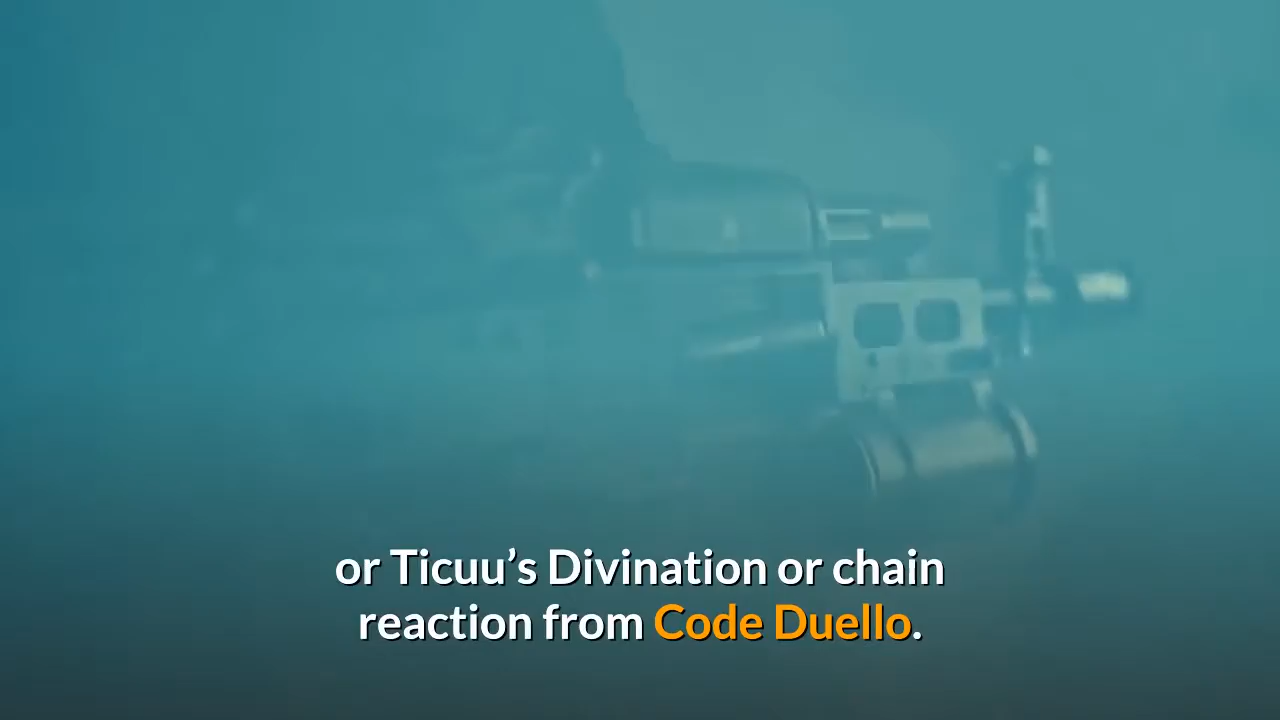 or Ticuu’s Divination or chain
reaction from Code Duello.